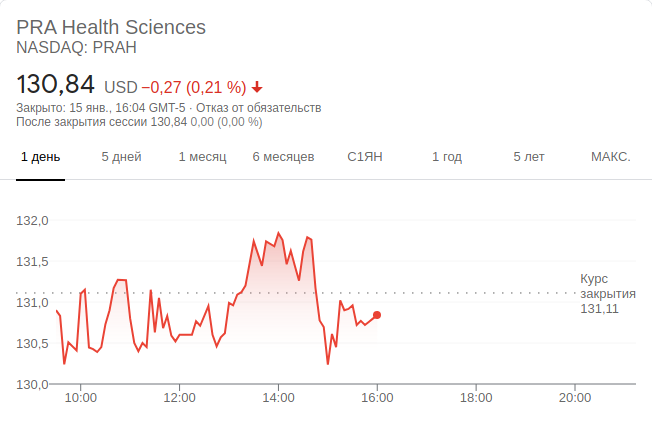 PRA Health Sciences
NASDAQ: PRAH
130,84 USD −0,27 (0,21 %)
Закрыто: 15 янв., 16:04 GMT-5 · Отказ от обязательств
После закрытия сессии 130,84 0,00 (0,00 %)
1 день 5 дней 1 месяц 6 месяцев С1ЯН 1 год 5 лет МАКС.
132,0
131,5
Курс
131,0 закрытия
131,11
130,5
130,0
10:00 12:00 14:00 16:00 18:00 20:00